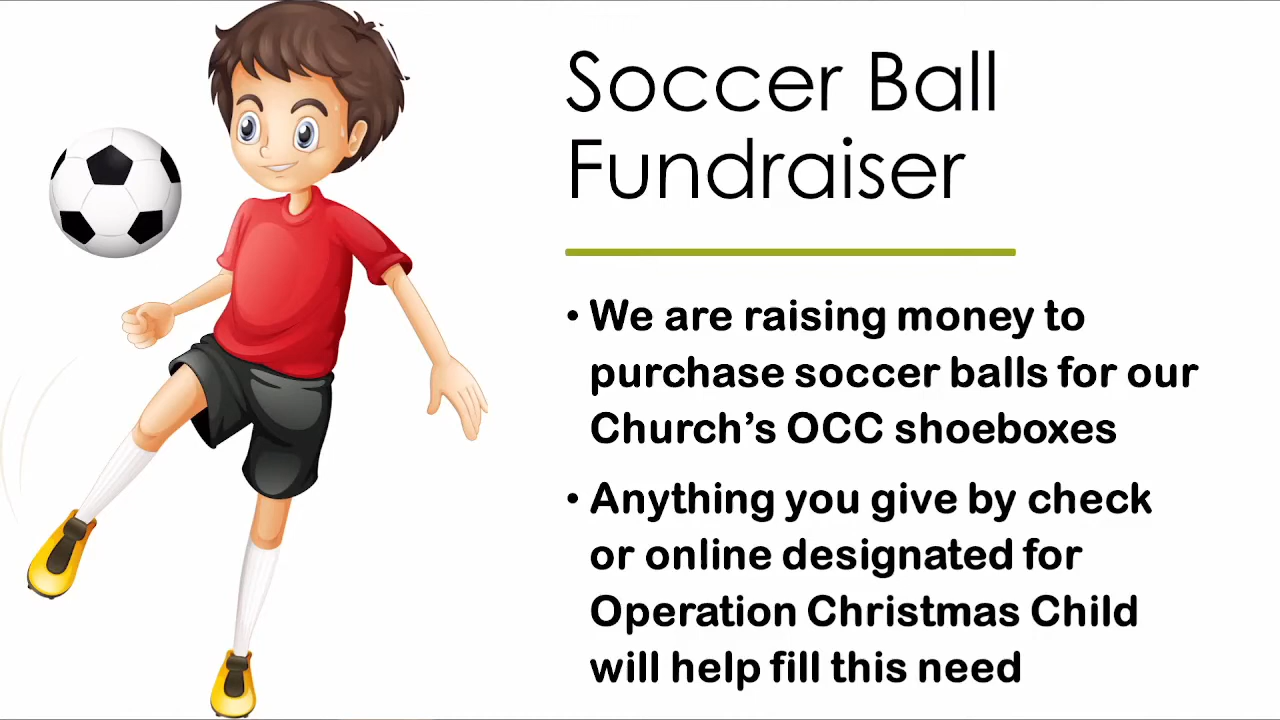 Soccer Ball
Fundraiser
• We are raising money to
purchase soccer balls for our
Church’s OCC shoeboxes
• Anything you give by check
or online designated for
Operation Christmas Child
will help fill this need